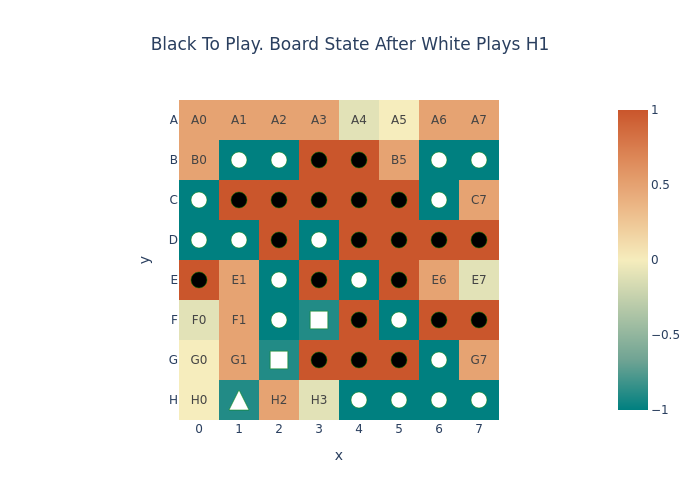 Black To Play. Board State After White Plays H1
A A0 A1 A2 A3 A4 A5 A6 A7 1
B B0 B5
C C7 0.5
D
y E E1 E6 E7 0
F F0 F1
G G0 G1 G7 −0.5
H H0 H2 H3 −1
0 1 2 3 4 5 6 7
x